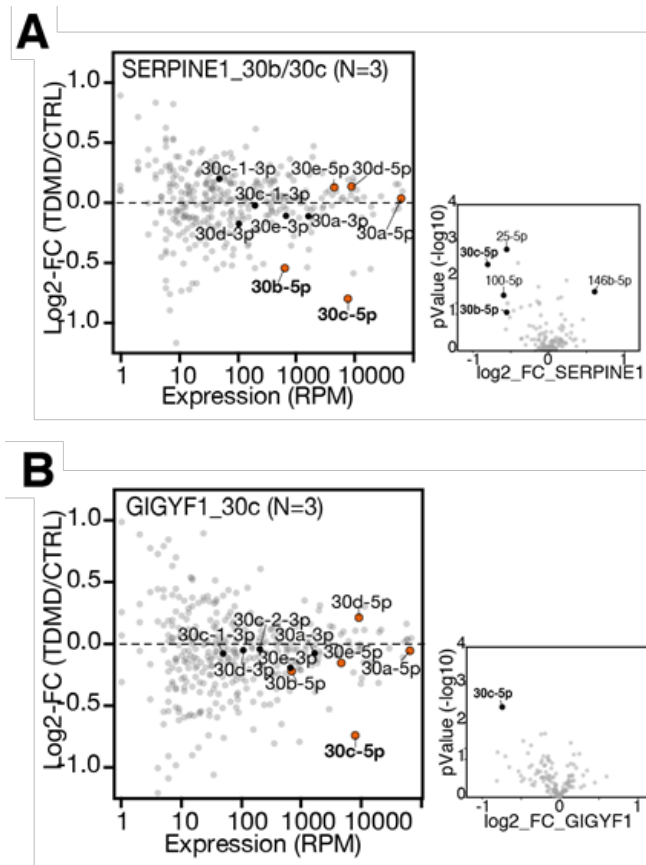 A
SERPINE1_30b/30c (N=3)
Log2-FC (TDMD/CTRL)
1.0
0.5
0.0
-0.5
-1.0
30c-1-3p
30e-5p
30d-5p
30c-1-3p
30d-3p
30e-3p
30a-3p
30a-5p
30b-5p
30c-5p
1
10
100
1000
10000
Expression (RPM)
pValue (-log10)
4
3
2
1
0
25-5p
30c-5p
100-5p
146b-5p
30b-5p
-1
0
1
log2_FC_SERPINE1
B
GIGYF1_30c (N=3)
Log2-FC (TDMD/CTRL)
1.0
0.5
0.0
-0.5
-1.0
30d-5p
30c-2-3p
30c-1-3p
30a-3p
30e-5p
30e-3p
30d-3p
30a-5p
30b-5p
30c-5p
1
10
100
1000
10000
Expression (RPM)
pValue (-log10)
4
3
2
1
0
30c-5p
-1
0
1
log2_FC_GIGYF1